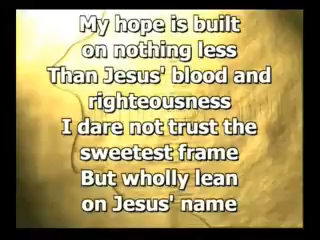 My hope is built
on nothing less
Than Jesus' blood and
righteousness
I dare not trust the
sweetest frame
But wholly lean
on Jesus' name